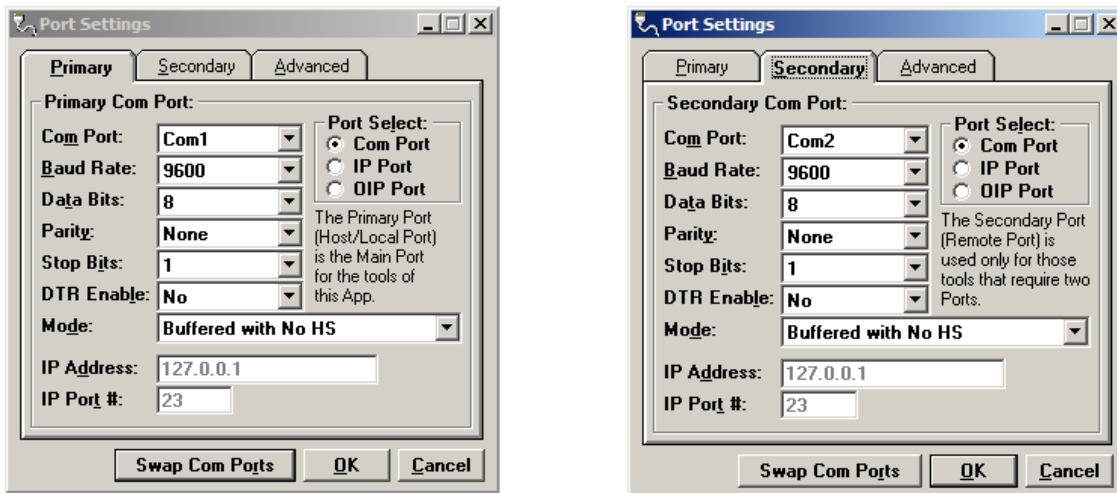 Port Settings
Primary Secondary Advanced
Primary Com Port:
Com Port: Com1
Baud Rate: 9600
Data Bits: 8
Parity: None
Stop Bits: 1
DTR Enable: No
Mode: Buffered with No HS
IP Address: 127.0.0.1
IP Port #: 23
Port Select:
Com Port
IP Port
OIP Port
The Primary Port
(Host/Local Port)
is the Main Port
for the tools of
this App.
Swap Com Ports OK Cancel
Port Settings
Primary Secondary Advanced
Secondary Com Port:
Com Port: Com2
Baud Rate: 9600
Data Bits: 8
Parity: None
Stop Bits: 1
DTR Enable: No
Mode: Buffered with No HS
IP Address: 127.0.0.1
IP Port #: 23
Port Select:
Com Port
IP Port
OIP Port
The Secondary Port
(Remote Port) is
used only for those
tools that require two
Ports.
Swap Com Ports OK Cancel